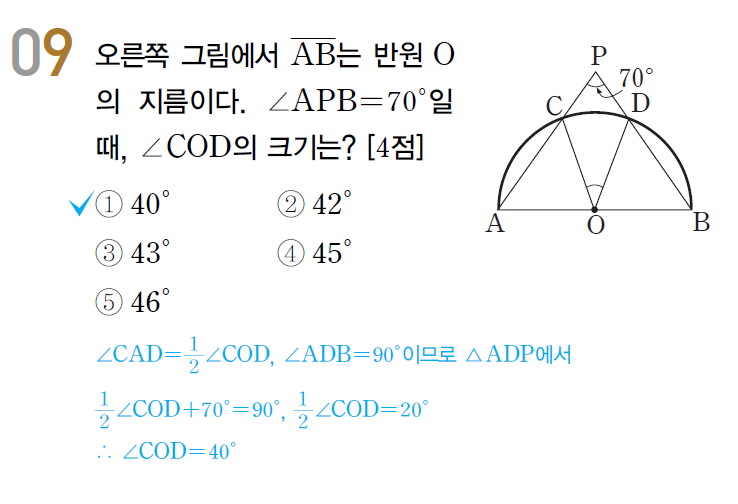 09
오른쪽 그림에서 \overline{AB}는 반원 O
의 지름이다. ∠APB=70°일
때, ∠COD의 크기는? [4점]
① 40°
② 42°
③ 43°
④ 45°
⑤ 46°
P
70°
C
D
A
O
B
∠CAD=1/2∠COD, ∠ADB=90°이므로 △ADP에서
1/2∠COD+70°=90°, 1/2∠COD=20°
∴ ∠COD=40°